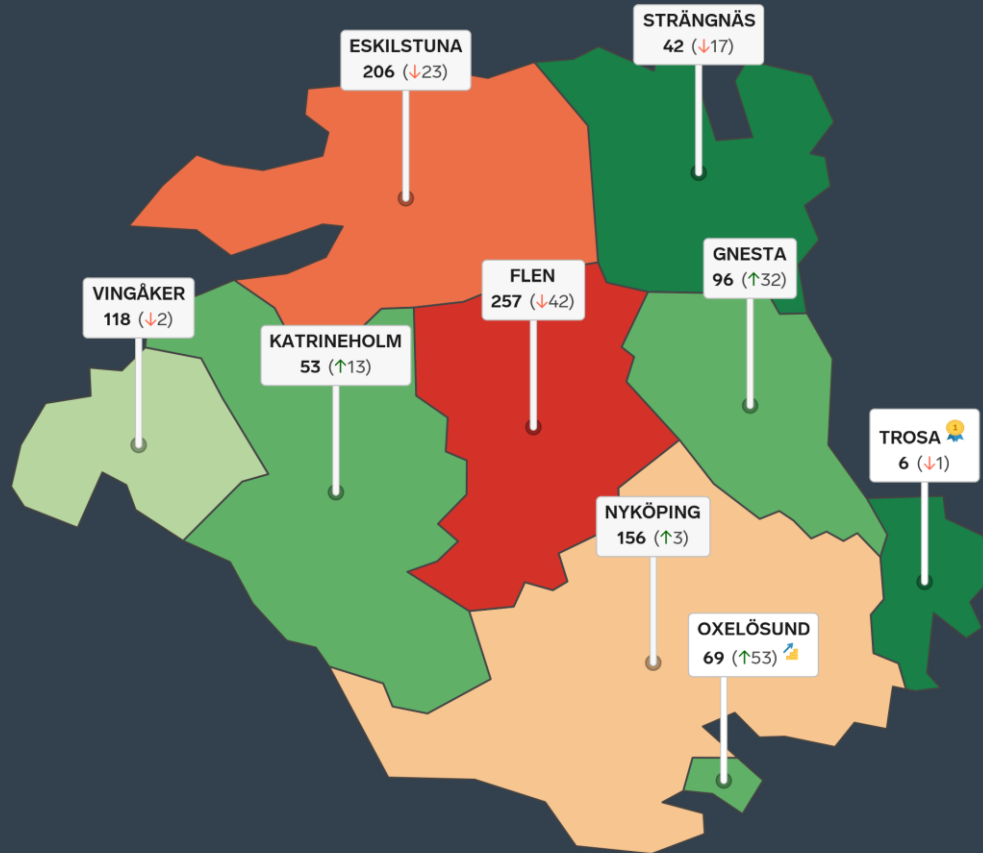 STRÄNGNÄS
42 (↓17)
ESKILSTUNA
206 (↓23)
GNESTA
96 (↑32)
FLEN
257 (↓42)
VINGÅKER
118 (↓2)
KATRINEHOLM
53 (↑13)
TROSA 1
6 (↓1)
NYKÖPING
156 (↑3)
OXELÖSUND
69 (↑53)